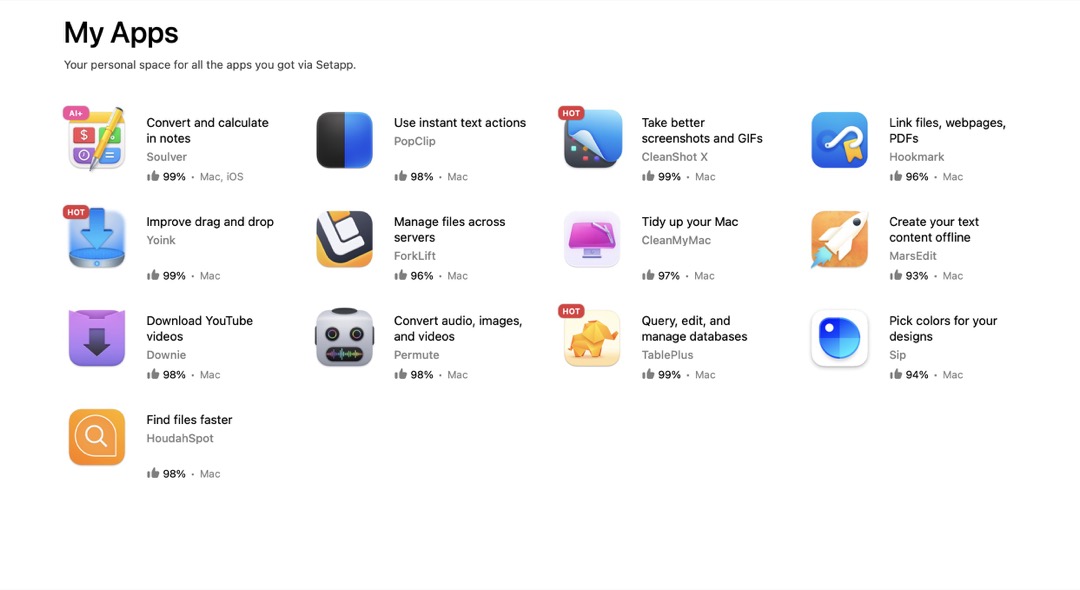 My Apps
Your personal space for all the apps you got via Setapp.
AI+
Convert and calculate
in notes
Soulver
99% • Mac, iOS
Use instant text actions
PopClip
98% • Mac
HOT
Take better
screenshots and GIFs
CleanShot X
99% • Mac
Link files, webpages,
PDFs
Hookmark
96% • Mac
HOT
Improve drag and drop
Yoink
99% • Mac
Manage files across
servers
ForkLift
96% • Mac
Tidy up your Mac
CleanMyMac
97% • Mac
Create your text
content offline
MarsEdit
93% • Mac
Download YouTube
videos
Downie
98% • Mac
Convert audio, images,
and videos
Permute
98% • Mac
HOT
Query, edit, and
manage databases
TablePlus
99% • Mac
Pick colors for your
designs
Sip
94% • Mac
Find files faster
HoudahSpot
98% • Mac